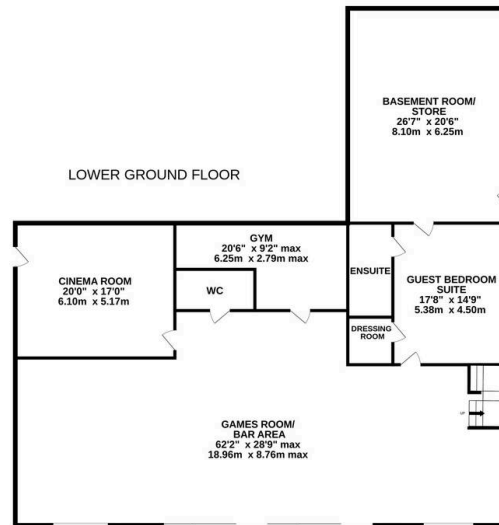 BASEMENT ROOM/
STORE
26'7" x 20'6"
8.10m x 6.25m
LOWER GROUND FLOOR
GYM
20'6" x 9'2" max
6.25m x 2.79m max
CINEMA ROOM
20'0" x 17'0"
6.10m x 5.17m
WC
ENSUITE
GUEST BEDROOM
SUITE
17'8" x 14'9"
5.38m x 4.50m
DRESSING
ROOM
UP
GAMES ROOM/
BAR AREA
62'2" x 28'9" max
18.96m x 8.76m max